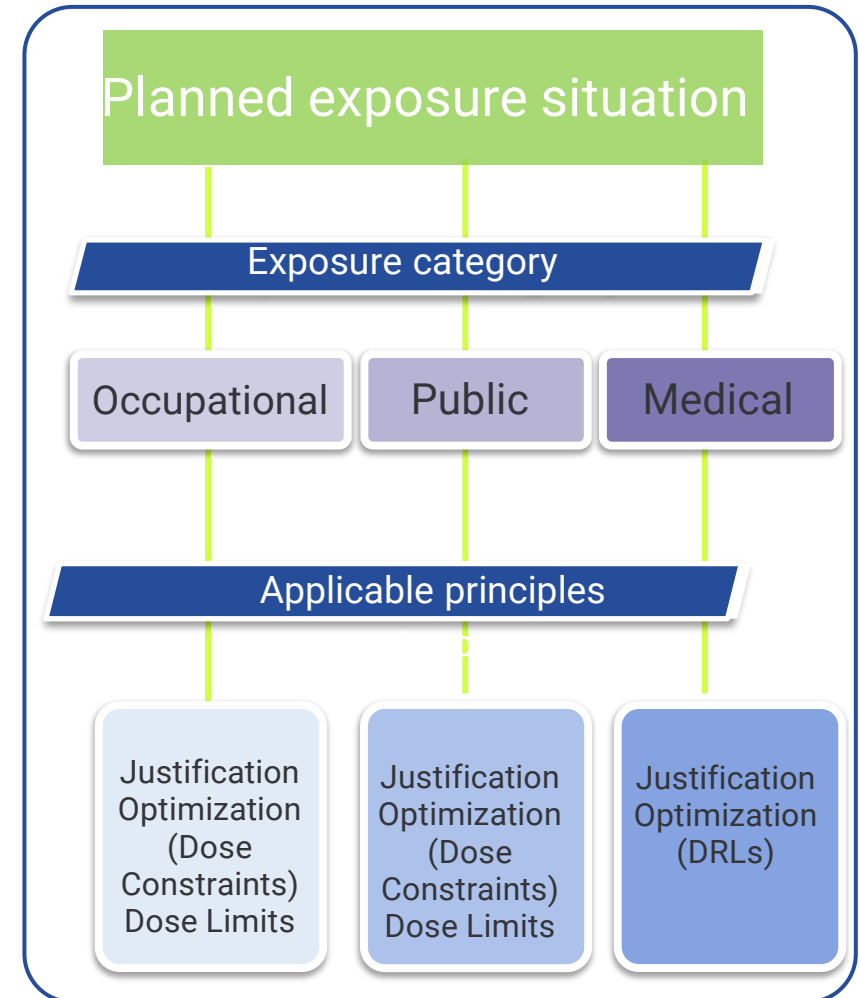 Planned exposure situation
Exposure category
Occupational
Public
Medical
Applicable principles
Justification
Optimization
(Dose
Constraints)
Dose Limits
Justification
Optimization
(Dose
Constraints)
Dose Limits
Justification
Optimization
(DRLs)